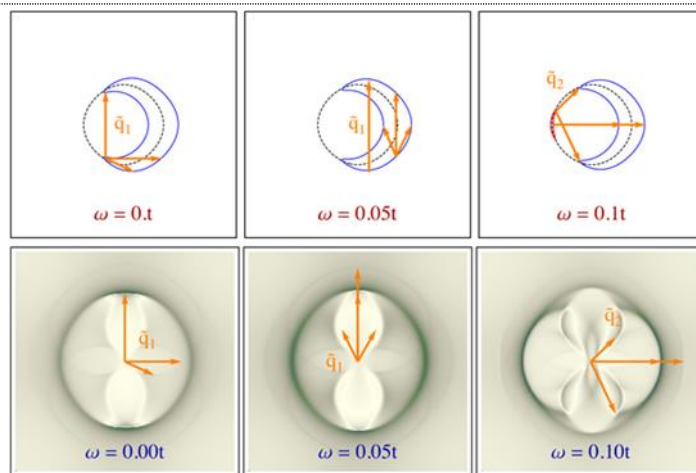 q̃₁ q̃₁ q̃₂
ω = 0.t ω = 0.05t ω = 0.1t
q̃₁ q̃₁ q̃₂
ω = 0.00t ω = 0.05t ω = 0.10t